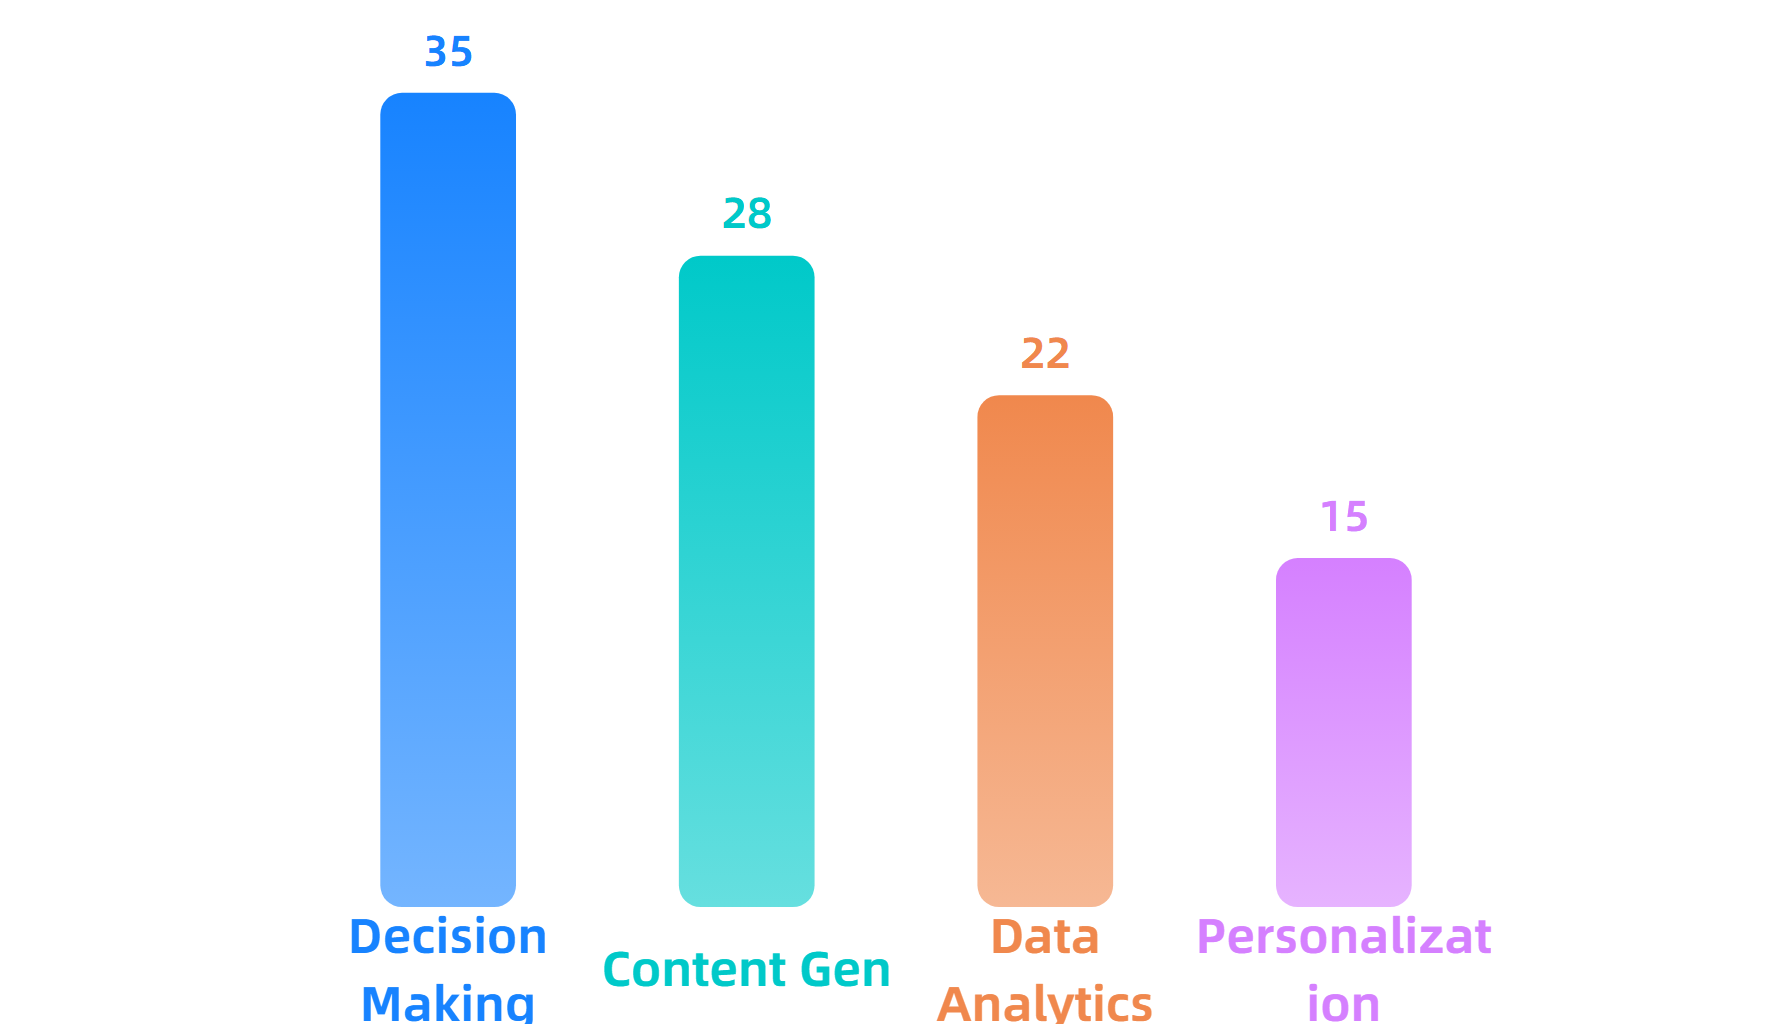 35
28
22
15
Decision
Making
Content Gen
Data
Analytics
Personalizat
ion